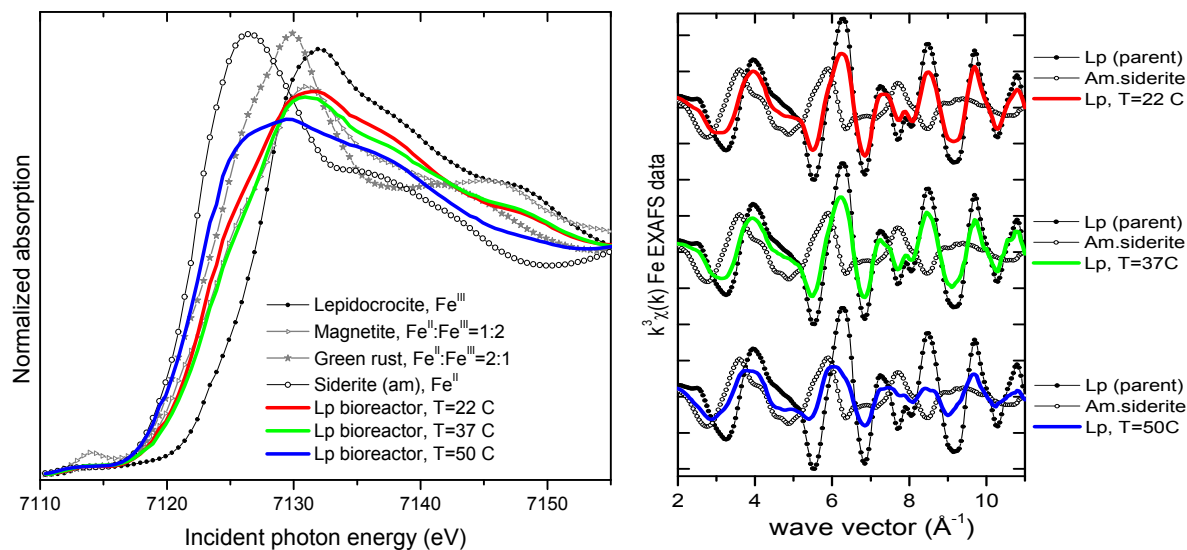 Normalized absorption
Lepidocrocite, Fe^III
Magnetite, Fe^II:Fe^III=1:2
Green rust, Fe^II:Fe^III=2:1
Siderite (am), Fe^II
Lp bioreactor, T=22 C
Lp bioreactor, T=37 C
Lp bioreactor, T=50 C
7110 7120 7130 7140 7150
Incident photon energy (eV)
k^3χ(k) Fe EXAFS data
Lp (parent)
Am.siderite
Lp, T=22 C
Lp (parent)
Am.siderite
Lp, T=37C
Lp (parent)
Am.siderite
Lp, T=50C
2 4 6 8 10
wave vector (Å^-1)